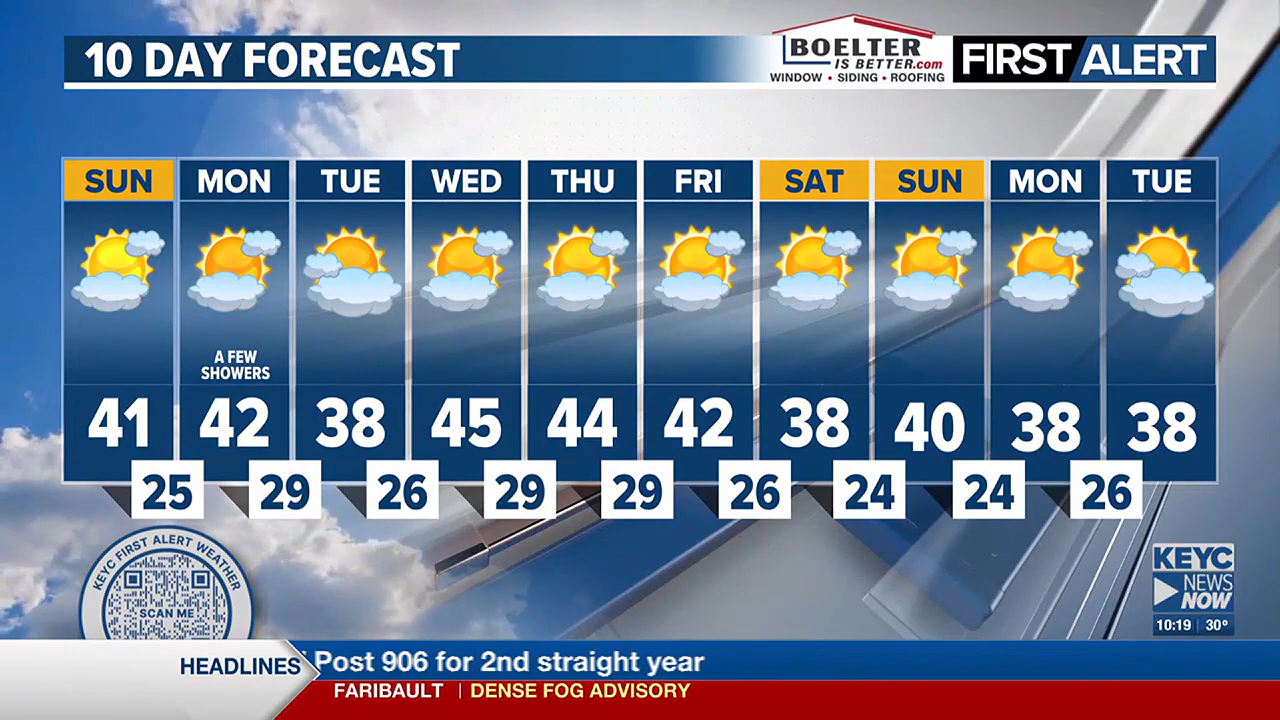 10 DAY FORECAST
BOELTER
IS BETTER.com
WINDOW • SIDING • ROOFING
FIRST ALERT
SUN MON TUE WED THU FRI SAT SUN MON TUE
A FEW
SHOWERS
41 42 38 45 44 42 38 40 38 38
25 29 26 29 29 26 24 24 26
KEYC FIRST ALERT WEATHER
SCAN ME
KEYC
NEWS
NOW
10:19 30°
HEADLINES
Post 906 for 2nd straight year
FARIBAULT | DENSE FOG ADVISORY